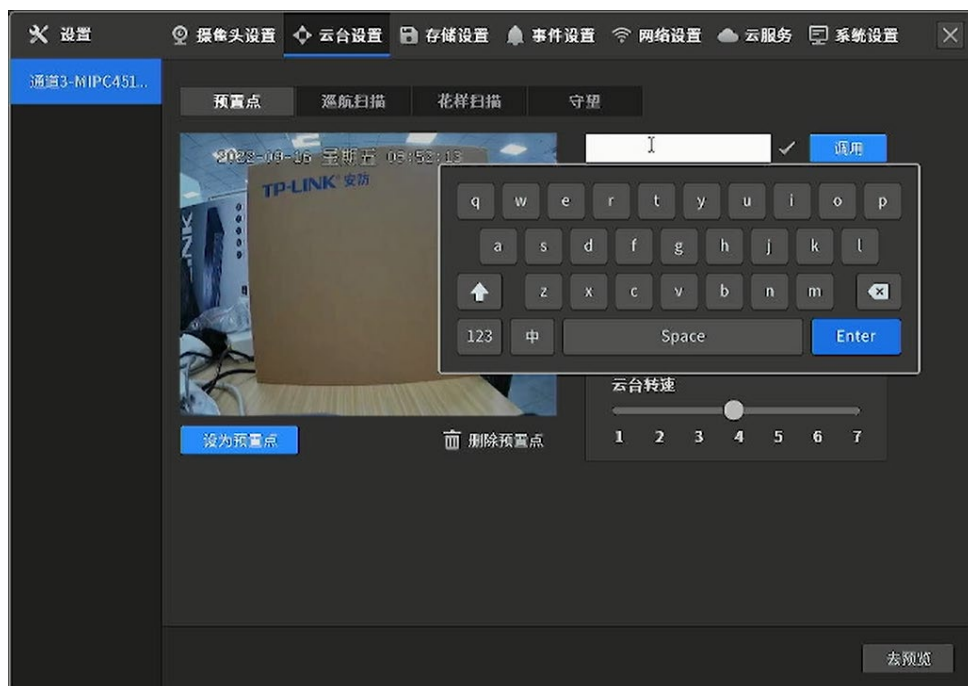 设置 摄像头设置 云台设置 存储设置 事件设置 网络设置 云服务 系统设置
通道3-MIPC451...
预置点 巡航扫描 花样扫描 守望
调用
TP-LINK 安防
q w e r t y u i o p
a s d f g h j k l
z x c v b n m
123 中 Space Enter
云台转速
1 2 3 4 5 6 7
设为预置点 删除预置点
去预览